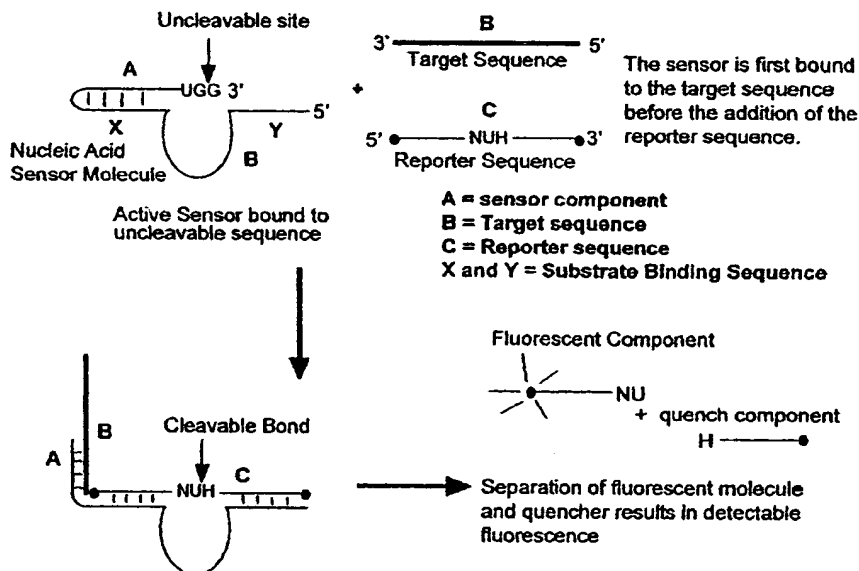 Uncleavable site
A
UGG 3'
5'
X
Y
B
Nucleic Acid
Sensor Molecule
+
B
3' 5'
Target Sequence
C
5' NUH 3'
Reporter Sequence
The sensor is first bound
to the target sequence
before the addition of the
reporter sequence.
A = sensor component
B = Target sequence
C = Reporter sequence
X and Y = Substrate Binding Sequence
Active Sensor bound to
uncleavable sequence
Fluorescent Component
NU
+ quench component
H
B
A
Cleavable Bond
NUH
C
Separation of fluorescent molecule
and quencher results in detectable
fluorescence